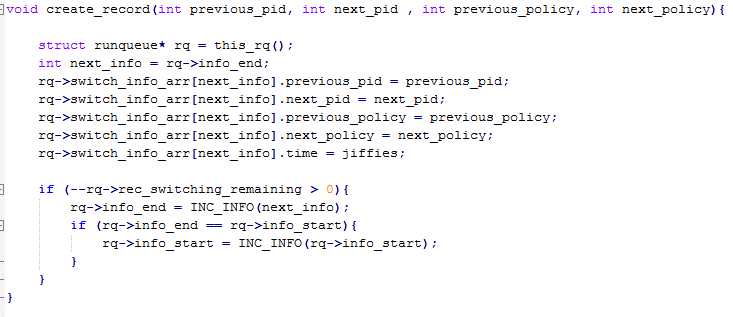 void create_record(int previous_pid, int next_pid , int previous_policy, int next_policy){
struct runqueue* rq = this_rq();
int next_info = rq->info_end;
rq->switch_info_arr[next_info].previous_pid = previous_pid;
rq->switch_info_arr[next_info].next_pid = next_pid;
rq->switch_info_arr[next_info].previous_policy = previous_policy;
rq->switch_info_arr[next_info].next_policy = next_policy;
rq->switch_info_arr[next_info].time = jiffies;
if (--rq->rec_switching_remaining > 0){
rq->info_end = INC_INFO(next_info);
if (rq->info_end == rq->info_start){
rq->info_start = INC_INFO(rq->info_start);
}
}
}